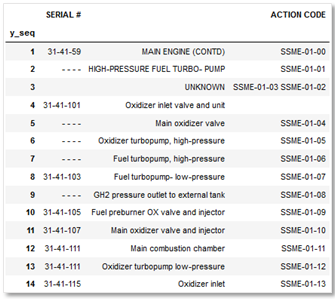 SERIAL # ACTION CODE
y_seq
1 31-41-59 MAIN ENGINE (CONTD) SSME-01-00
2 - - - - HIGH-PRESSURE FUEL TURBO- PUMP SSME-01-01
3 UNKNOWN SSME-01-03 SSME-01-02
4 31-41-101 Oxidizer inlet valve and unit
5 - - - - Main oxidizer valve SSME-01-04
6 - - - - Oxidizer turbopump, high-pressure SSME-01-05
7 - - - - Fuel turbopump, high-pressure SSME-01-06
8 31-41-103 Fuel turbopump- low-pressure SSME-01-07
9 - - - - GH2 pressure outlet to external tank SSME-01-08
10 31-41-105 Fuel preburner OX valve and injector SSME-01-09
11 31-41-107 Main oxidizer valve and injector SSME-01-10
12 31-41-111 Main combustion chamber SSME-01-11
13 31-41-111 Oxidizer turbopump low-pressure SSME-01-12
14 31-41-115 Oxidizer inlet SSME-01-13